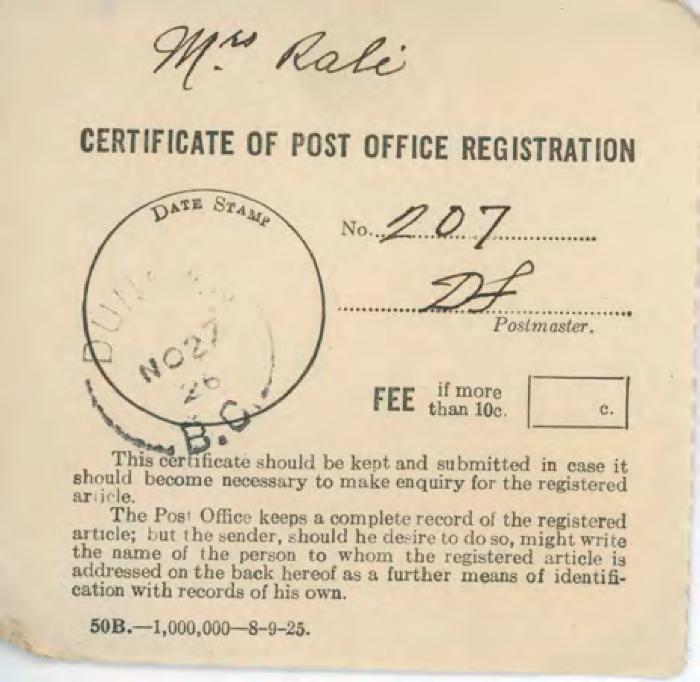 Mrs Rali
CERTIFICATE OF POST OFFICE REGISTRATION
DATE STAMP
No. 207
Postmaster.
NO 27
26
B.C.
FEE if more
than 10c.
c.
This certificate should be kept and submitted in case it
should become necessary to make enquiry for the registered
article.
The Post Office keeps a complete record of the registered
article; but the sender, should he desire to do so, might write
the name of the person to whom the registered article is
addressed on the back hereof as a further means of identifi-
cation with records of his own.
50B.—1,000,000—8-9-25.